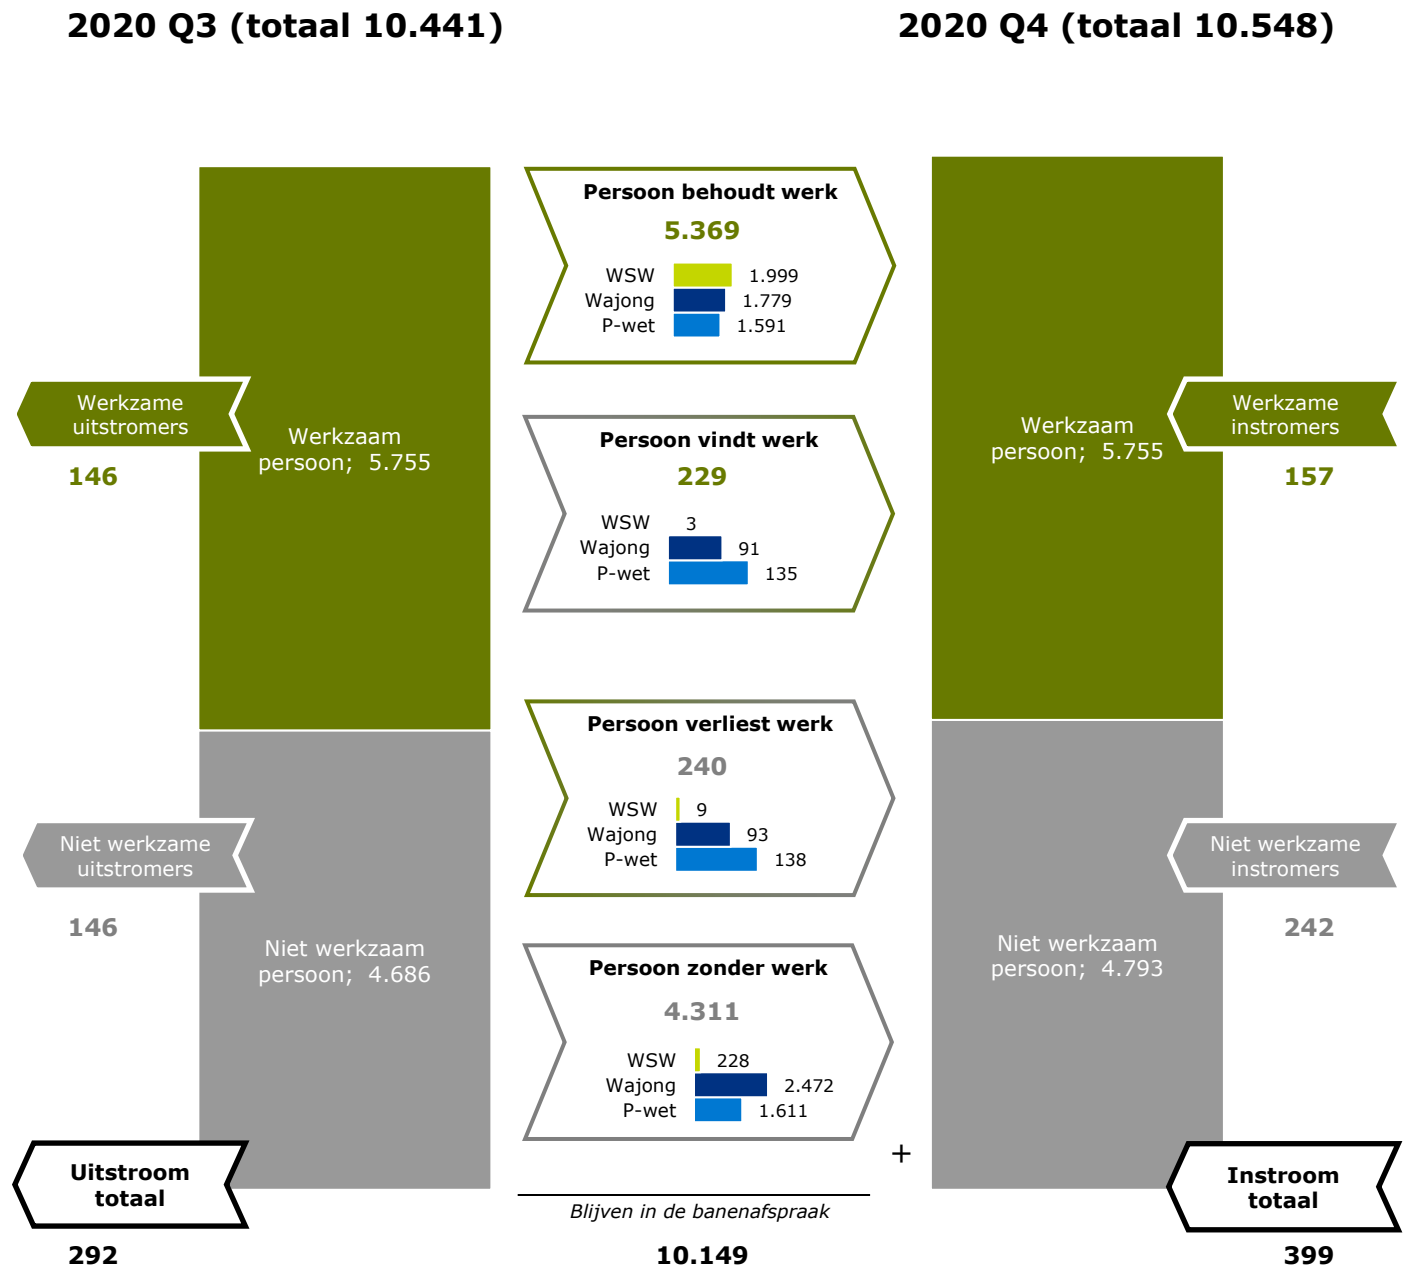 2020 Q3 (totaal 10.441)
2020 Q4 (totaal 10.548)
Persoon behoudt werk
5.369
WSW 1.999
Wajong 1.779
P-wet 1.591
Werkzame
uitstromers
146
Werkzaam
persoon; 5.755
Persoon vindt werk
229
WSW 3
Wajong 91
P-wet 135
Werkzaam
persoon; 5.755
Werkzame
instromers
157
Persoon verliest werk
240
WSW 9
Wajong 93
P-wet 138
Niet werkzame
uitstromers
146
Niet werkzaam
persoon; 4.686
Persoon zonder werk
4.311
WSW 228
Wajong 2.472
P-wet 1.611
Niet werkzaam
persoon; 4.793
Niet werkzame
instromers
242
+
Uitstroom
totaal
292
Blijven in de banenafspraak
10.149
Instroom
totaal
399